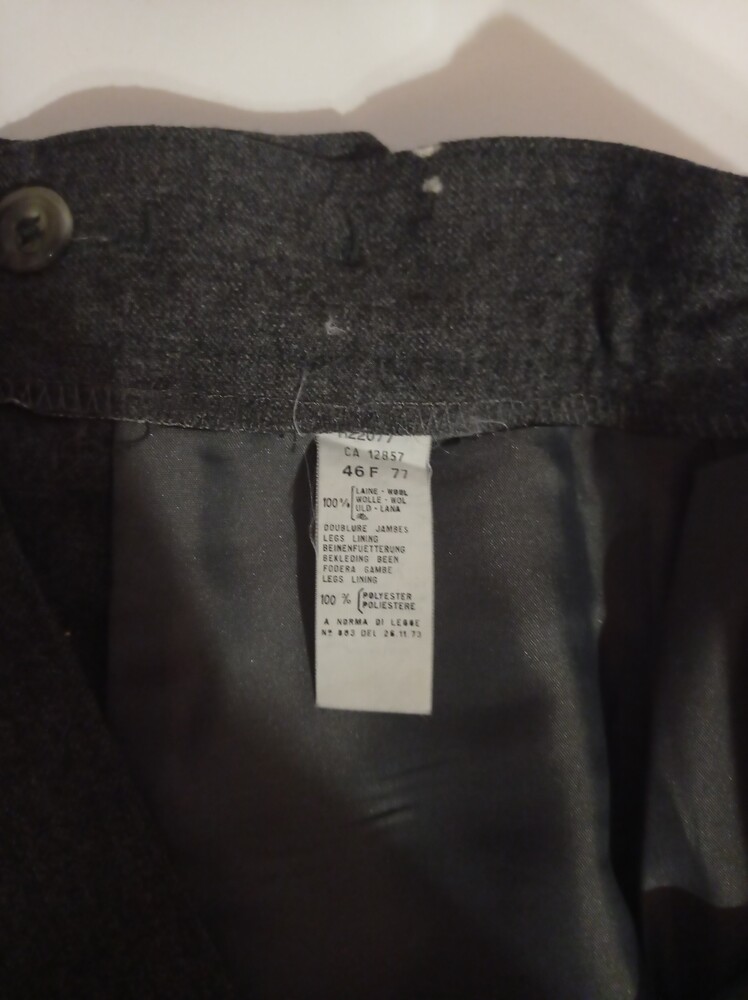 CA 12857
46F 77
100% LAINE - WOOL
WOLLE - WOL
ULD - LANA
DOUBLURE JAMBES
LEGS LINING
BEINENFUETTERUNG
BEKLEDING BEEN
FODERA GAMBE
LEGS LINING
100 % POLYESTER
POLIESTERE
A NORMA DI LEGGE
Nº 883 DEL 26.11.73